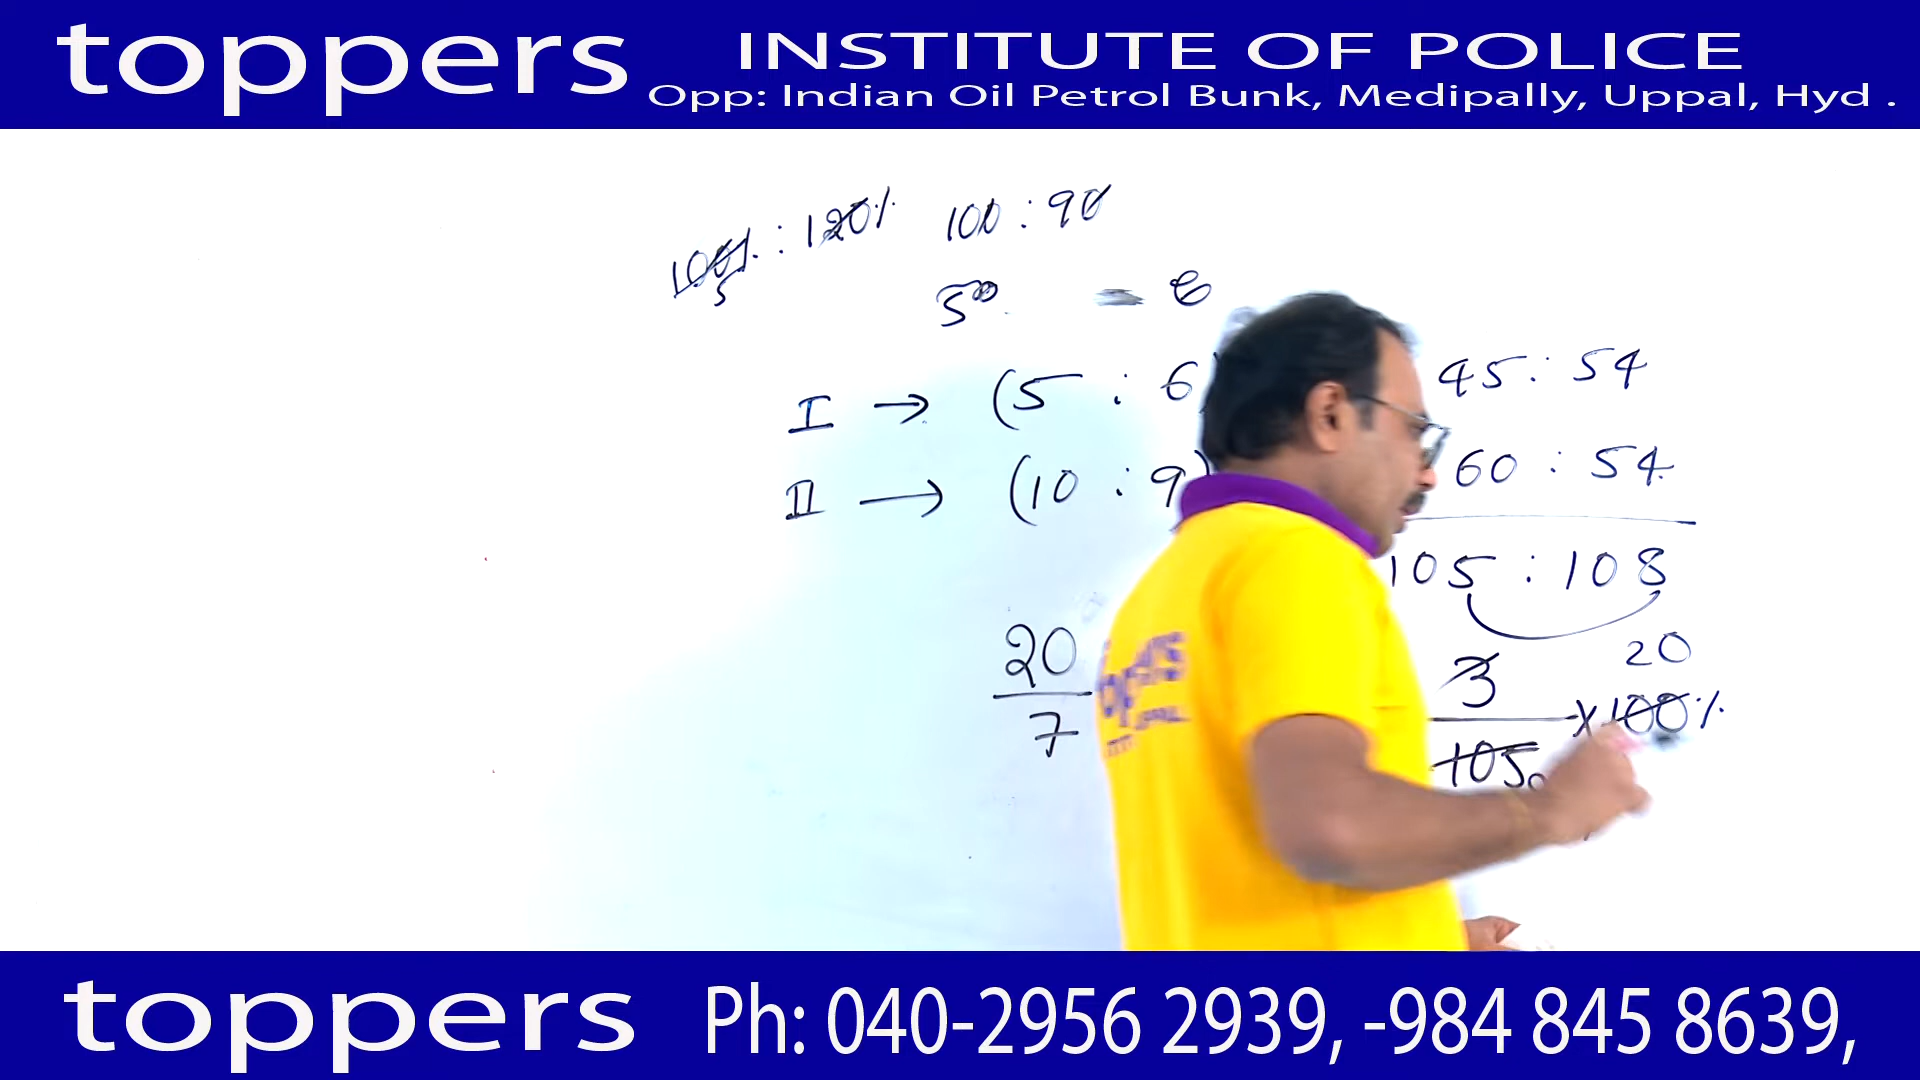 toppers
INSTITUTE OF POLICE
Opp: Indian Oil Petrol Bunk, Medipally, Uppal, Hyd .
100% : 120%
5
100 : 90
I → (5 : 6)
45 : 54
II → (10 : 9)
60 : 54
105 : 108
20/7
3/105 × 100%
20
toppers
Ph: 040-2956 2939, -984 845 8639,